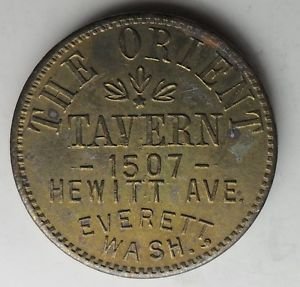 THE ORIENT
TAVERN
- 1507 -
HEWITT AVE.
EVERETT,
WASH.